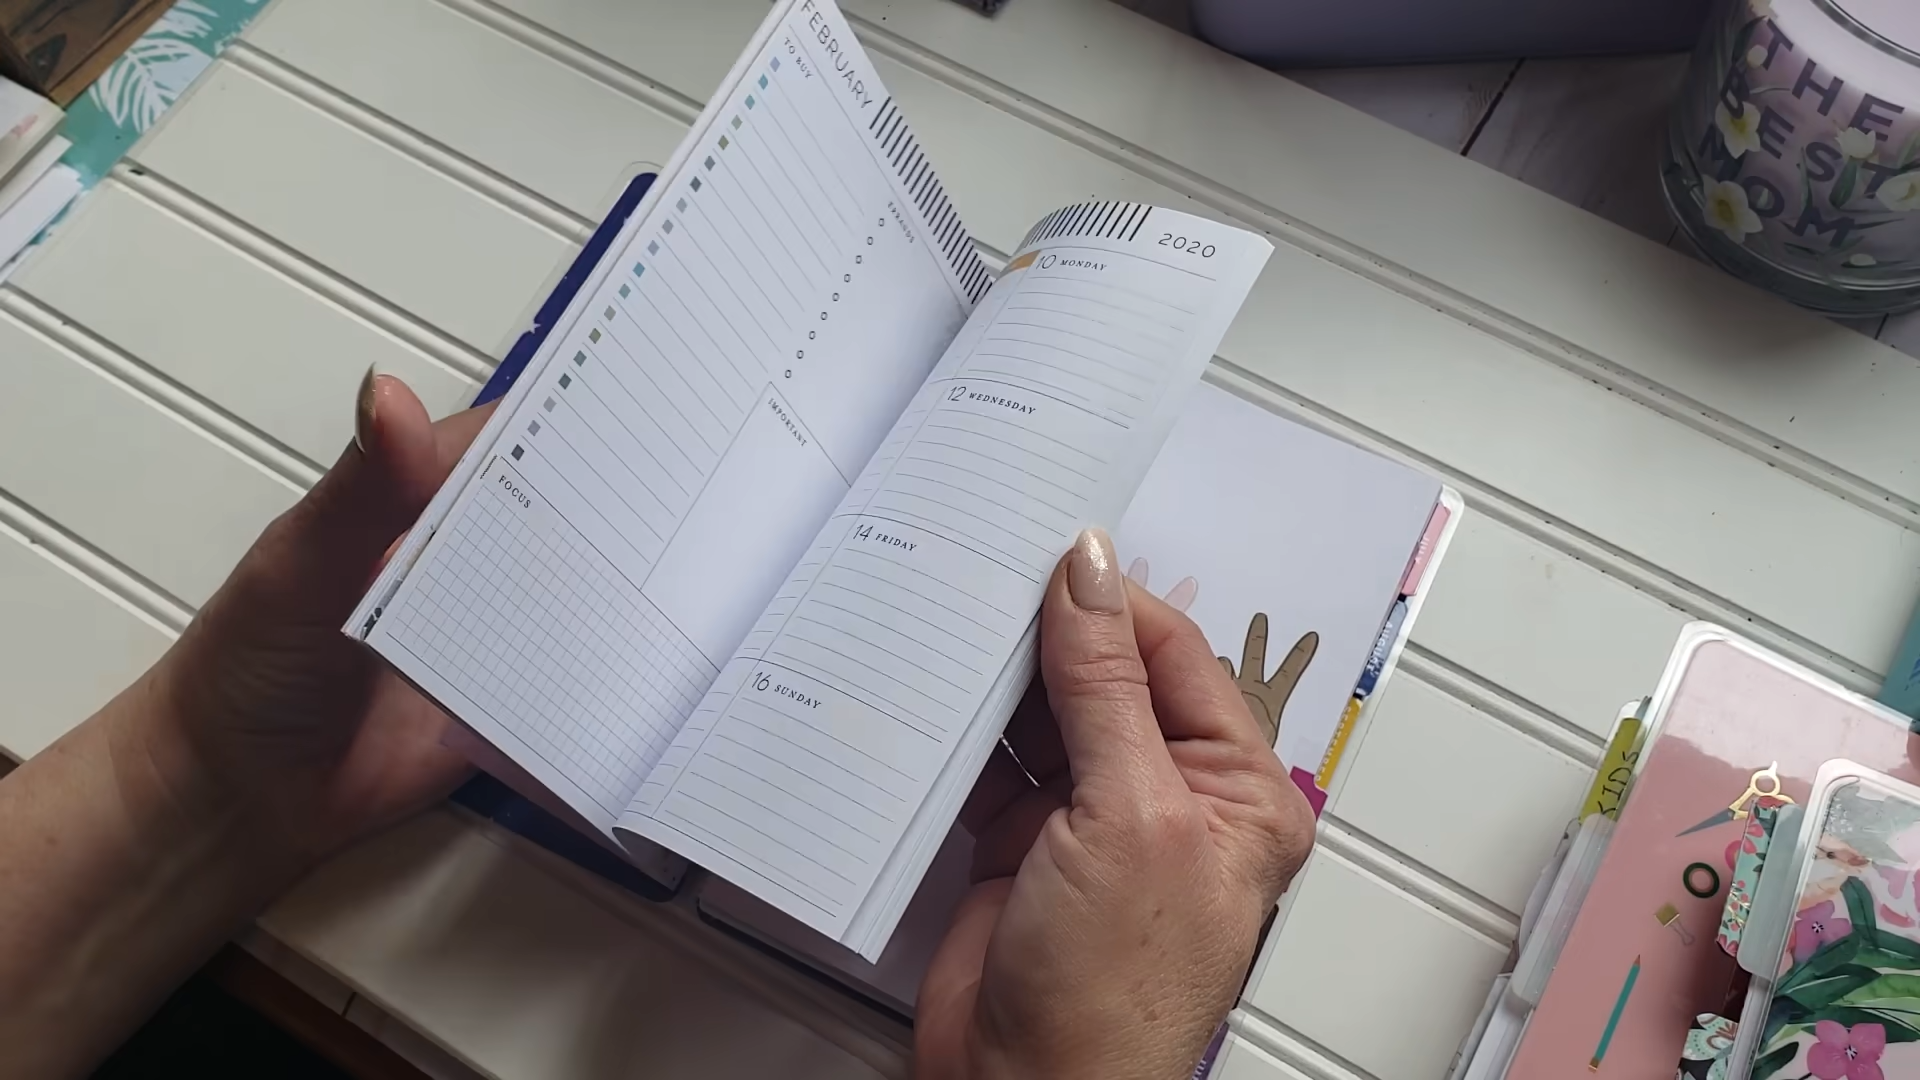 FEBRUARY
TO BUY
ERRANDS
IMPORTANT
FOCUS
2020
10 MONDAY
12 WEDNESDAY
14 FRIDAY
16 SUNDAY
THE
BEST
MOM
AUGUST
KIDS